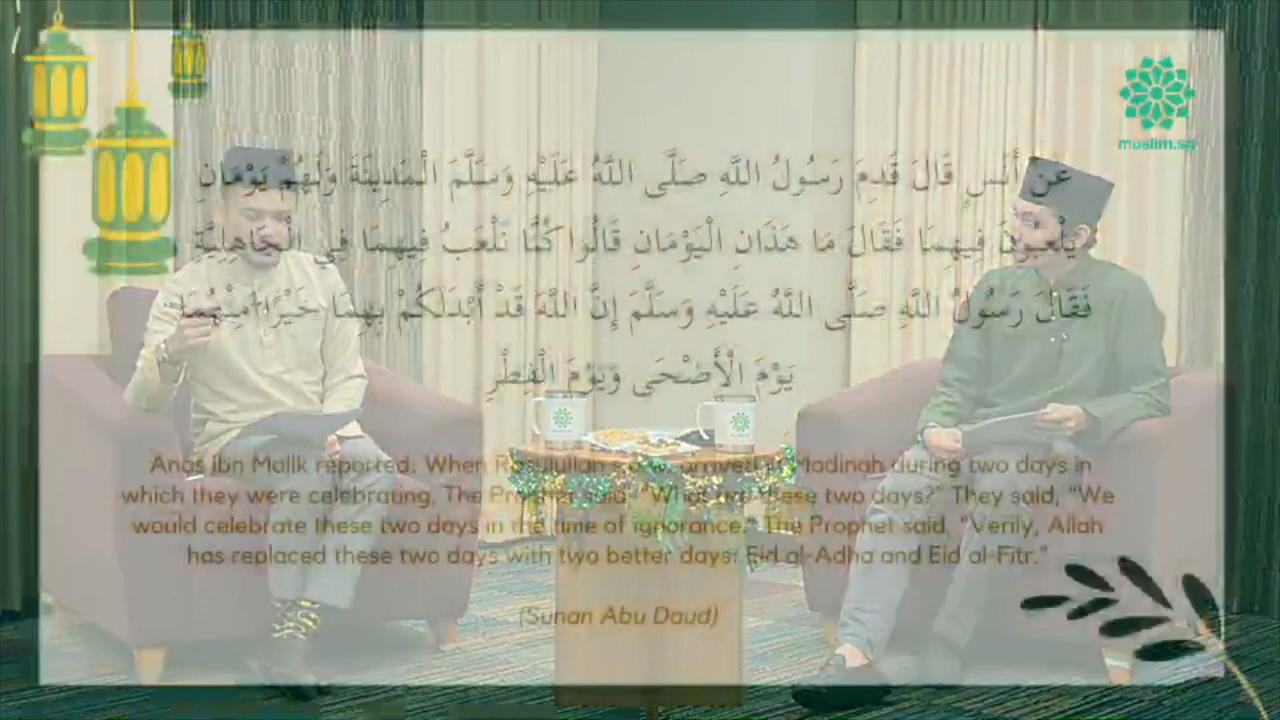 muslim.sg
عَنْ أَنَسٍ قَالَ قَدِمَ رَسُولُ اللَّهِ صَلَّى اللَّهُ عَلَيْهِ وَسَلَّمَ الْمَدِينَةَ وَلَهُمْ يَوْمَانِ
يَلْعَبُونَ فِيهِمَا فَقَالَ مَا هَذَانِ الْيَوْمَانِ قَالُوا كُنَّا نَلْعَبُ فِيهِمَا فِي الْجَاهِلِيَّةِ
فَقَالَ رَسُولُ اللَّهِ صَلَّى اللَّهُ عَلَيْهِ وَسَلَّمَ إِنَّ اللَّهَ قَدْ أَبْدَلَكُمْ بِهِمَا خَيْرًا مِنْهُمَا
يَوْمَ الْأَضْحَى وَيَوْمَ الْفِطْرِ
Anas ibn Malik reported: When Rasulullah s.a.w. arrived in Madinah during two days in
which they were celebrating, The Prophet said, "What are these two days?" They said, "We
would celebrate these two days in the time of ignorance." The Prophet said, "Verily, Allah
has replaced these two days with two better days: Eid al-Adha and Eid al-Fitr."
(Sunan Abu Daud)